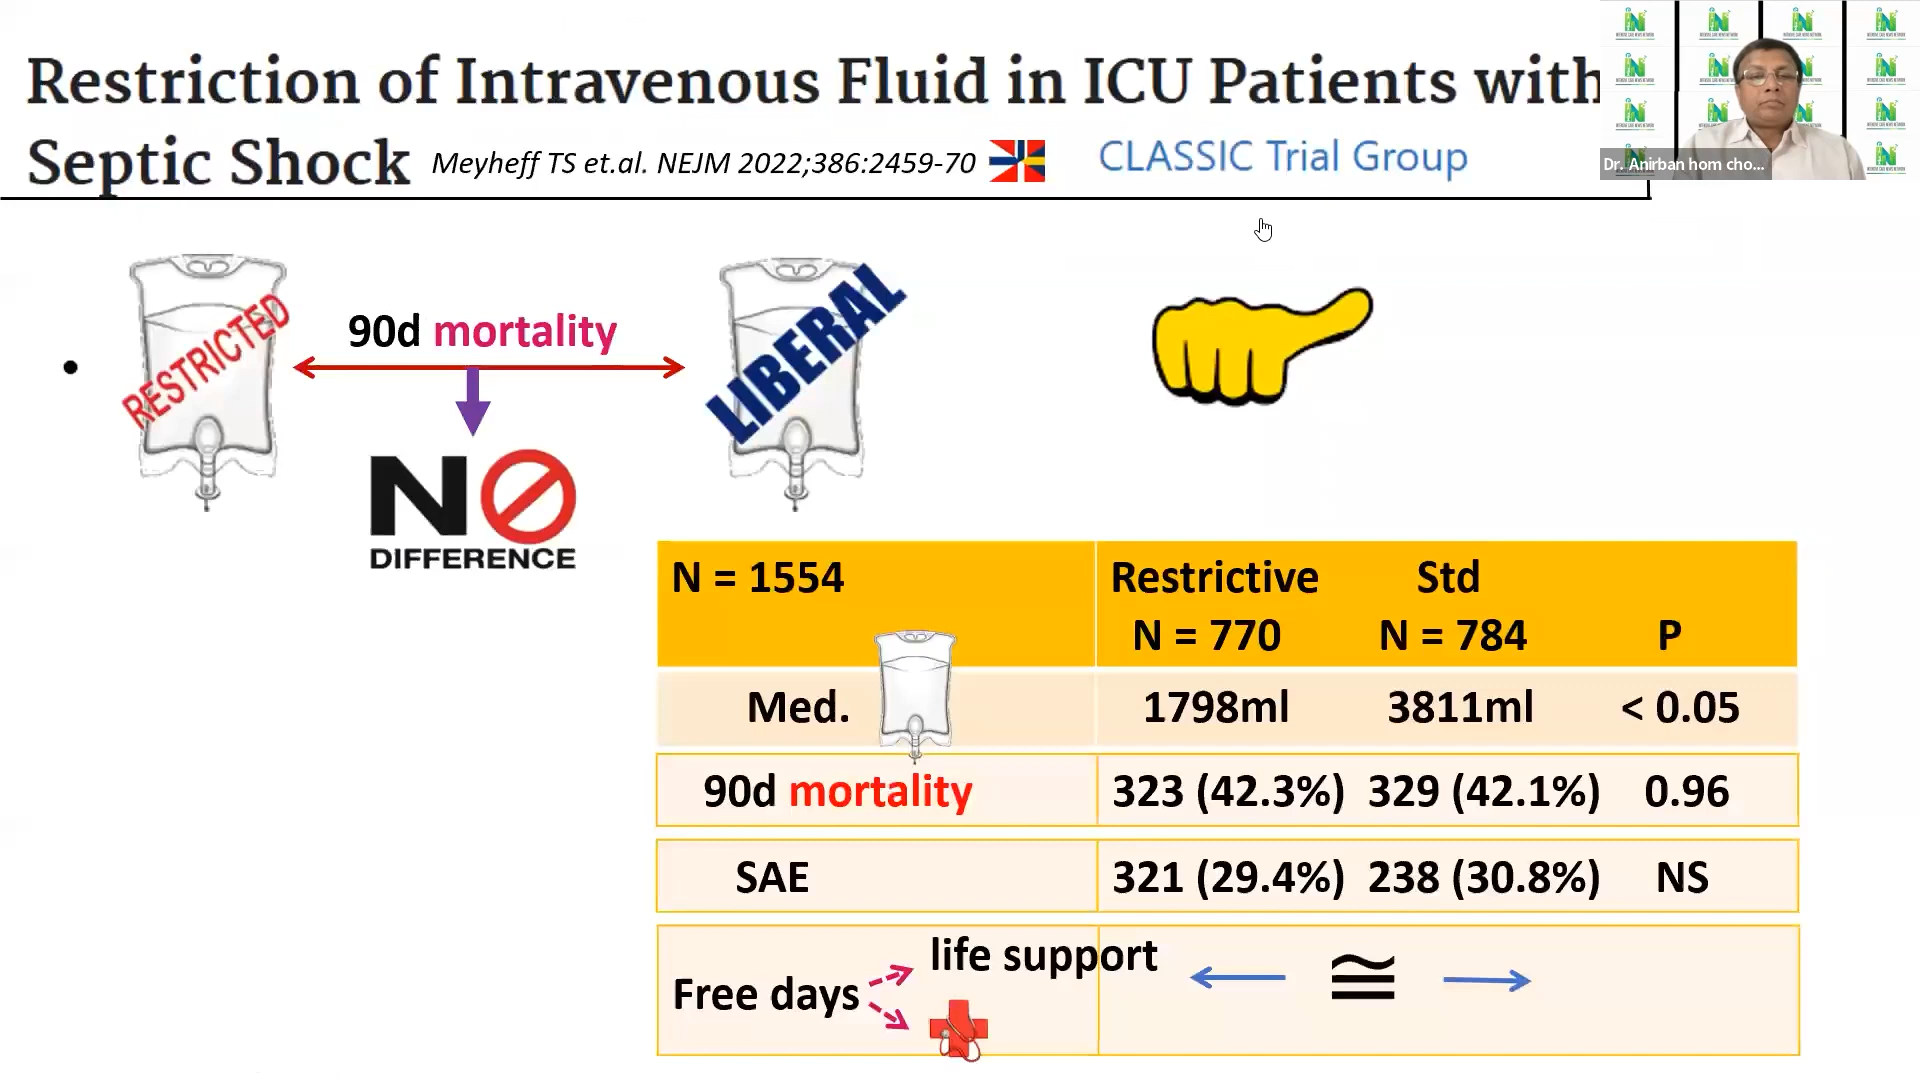 Restriction of Intravenous Fluid in ICU Patients with
Septic Shock Meyheff TS et.al. NEJM 2022;386:2459-70 CLASSIC Trial Group
Dr. Anirban hom cho...
RESTRICTED
90d mortality
LIBERAL
NO
DIFFERENCE
N = 1554 Restrictive Std
N = 770 N = 784 P
Med. 1798ml 3811ml < 0.05
90d mortality 323 (42.3%) 329 (42.1%) 0.96
SAE 321 (29.4%) 238 (30.8%) NS
life support
Free days ≅